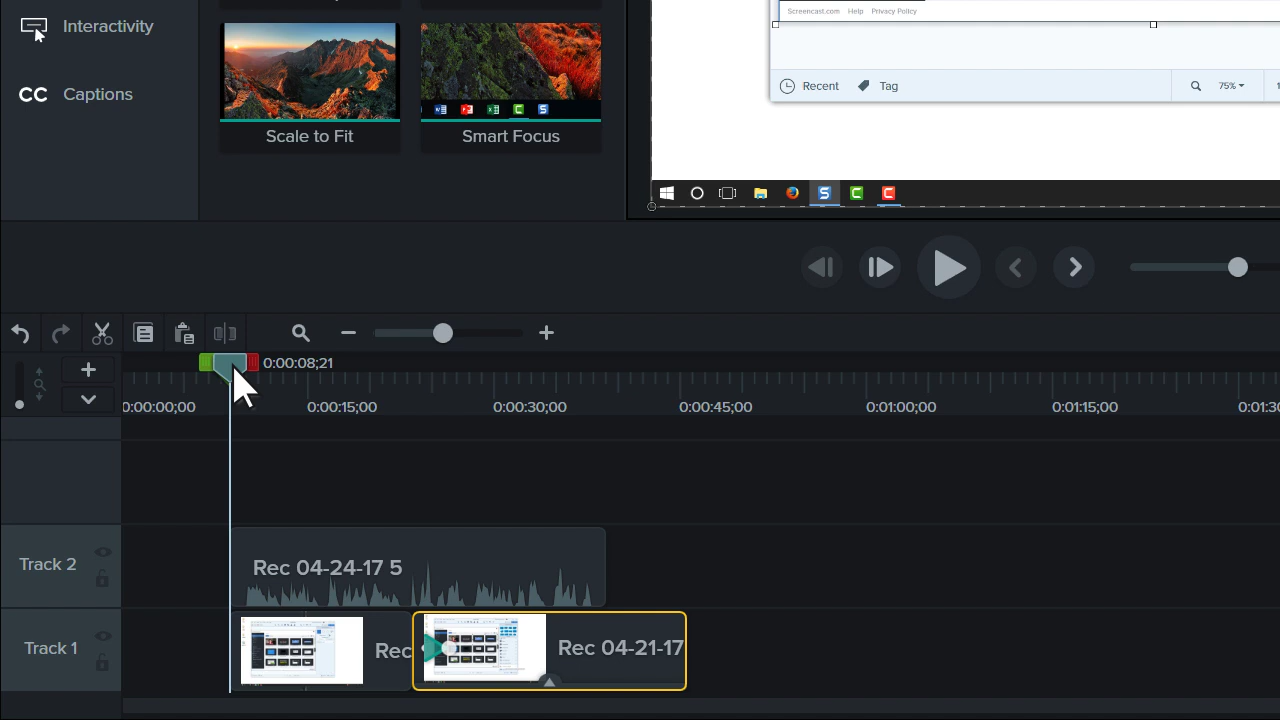 Interactivity
CC Captions
Scale to Fit
Smart Focus
Screencast.com Help Privacy Policy
Recent Tag
75%
0:00:08;21
0:00:00;00 0:00:15;00 0:00:30;00 0:00:45;00 0:01:00;00 0:01:15;00 0:01:30
Track 2
Rec 04-24-17 5
Track 1
Rec
Rec 04-21-17